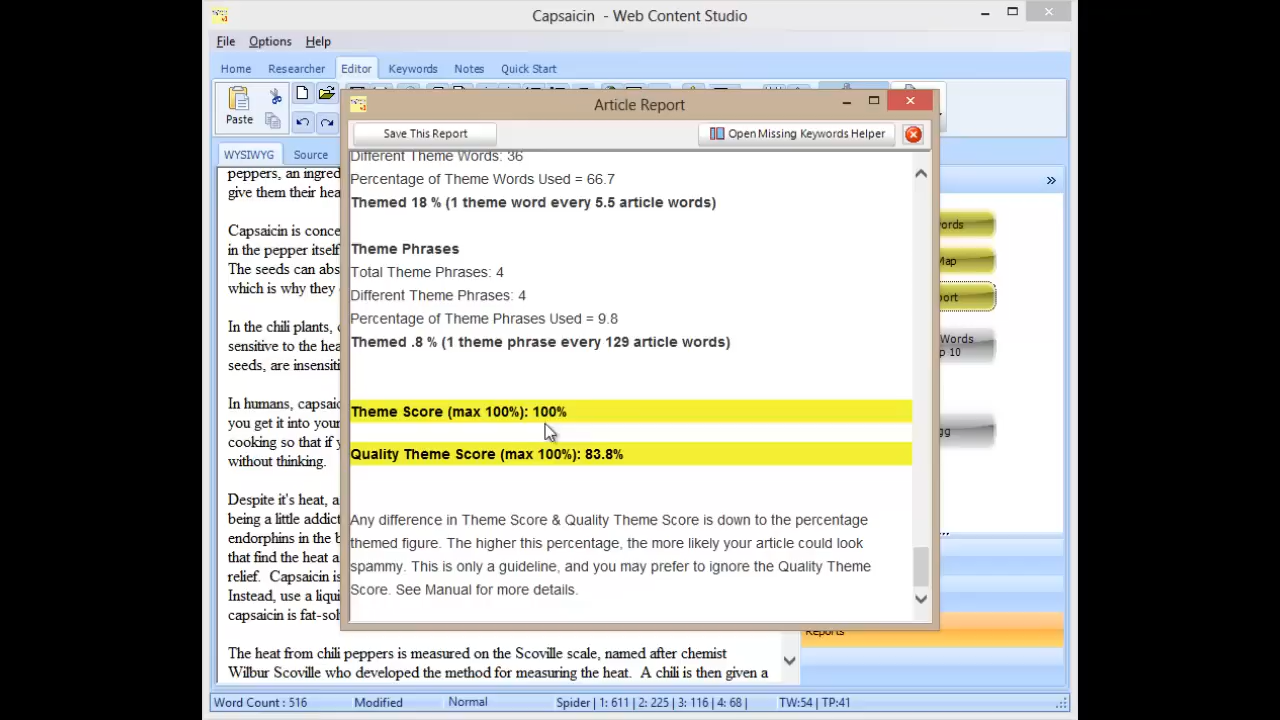 Capsaicin - Web Content Studio
File Options Help
Home Researcher Editor Keywords Notes Quick Start
Paste
Article Report
Save This Report
Open Missing Keywords Helper
WYSIWYG Source
Different Theme Words: 36
Percentage of Theme Words Used = 66.7
Themed 18 % (1 theme word every 5.5 article words)
Theme Phrases
Total Theme Phrases: 4
Different Theme Phrases: 4
Percentage of Theme Phrases Used = 9.8
Themed .8 % (1 theme phrase every 129 article words)
Theme Score (max 100%): 100%
Quality Theme Score (max 100%): 83.8%
Any difference in Theme Score & Quality Theme Score is down to the percentage
themed figure. The higher this percentage, the more likely your article could look
spammy. This is only a guideline, and you may prefer to ignore the Quality Theme
Score. See Manual for more details.
peppers, an ingred
give them their hea
Capsaicin is conce
in the pepper itself
The seeds can abs
which is why they
In the chili plants, c
sensitive to the hea
seeds, are insensiti
In humans, capsaic
you get it into your
cooking so that if y
without thinking.
Despite it's heat, a
being a little addict
endorphins in the b
that find the heat a
relief. Capsaicin is
Instead, use a liqui
capsaicin is fat-sol
The heat from chili peppers is measured on the Scoville scale, named after chemist
Wilbur Scoville who developed the method for measuring the heat. A chili is then given a
»
ords
Map
port
Words
p 10
gg
Reports
Word Count : 516 Modified Normal Spider | 1: 611 | 2: 225 | 3: 116 | 4: 68 | TW:54 | TP:41